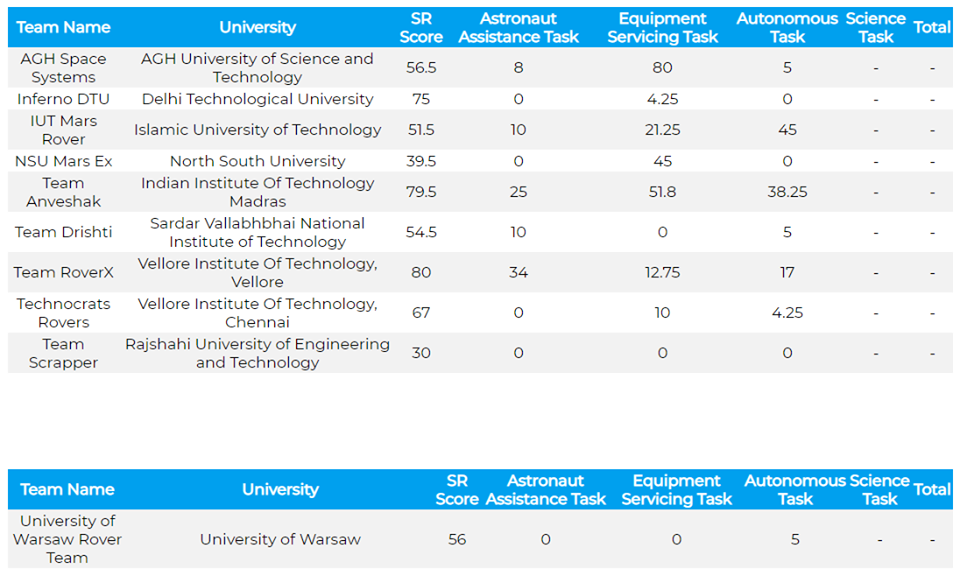 Team Name University SR Score Astronaut Assistance Task Equipment Servicing Task Autonomous Task Science Task Total
AGH Space Systems AGH University of Science and Technology 56.5 8 80 5 - -
Inferno DTU Delhi Technological University 75 0 4.25 0 - -
IUT Mars Rover Islamic University of Technology 51.5 10 21.25 45 - -
NSU Mars Ex North South University 39.5 0 45 0 - -
Team Anveshak Indian Institute Of Technology Madras 79.5 25 51.8 38.25 - -
Team Drishti Sardar Vallabhbhai National Institute of Technology 54.5 10 0 5 - -
Team RoverX Vellore Institute Of Technology, Vellore 80 34 12.75 17 - -
Technocrats Rovers Vellore Institute Of Technology, Chennai 67 0 10 4.25 - -
Team Scrapper Rajshahi University of Engineering and Technology 30 0 0 0 - -
Team Name University SR Score Astronaut Assistance Task Equipment Servicing Task Autonomous Task Science Task Total
University of Warsaw Rover Team University of Warsaw 56 0 0 5 - -